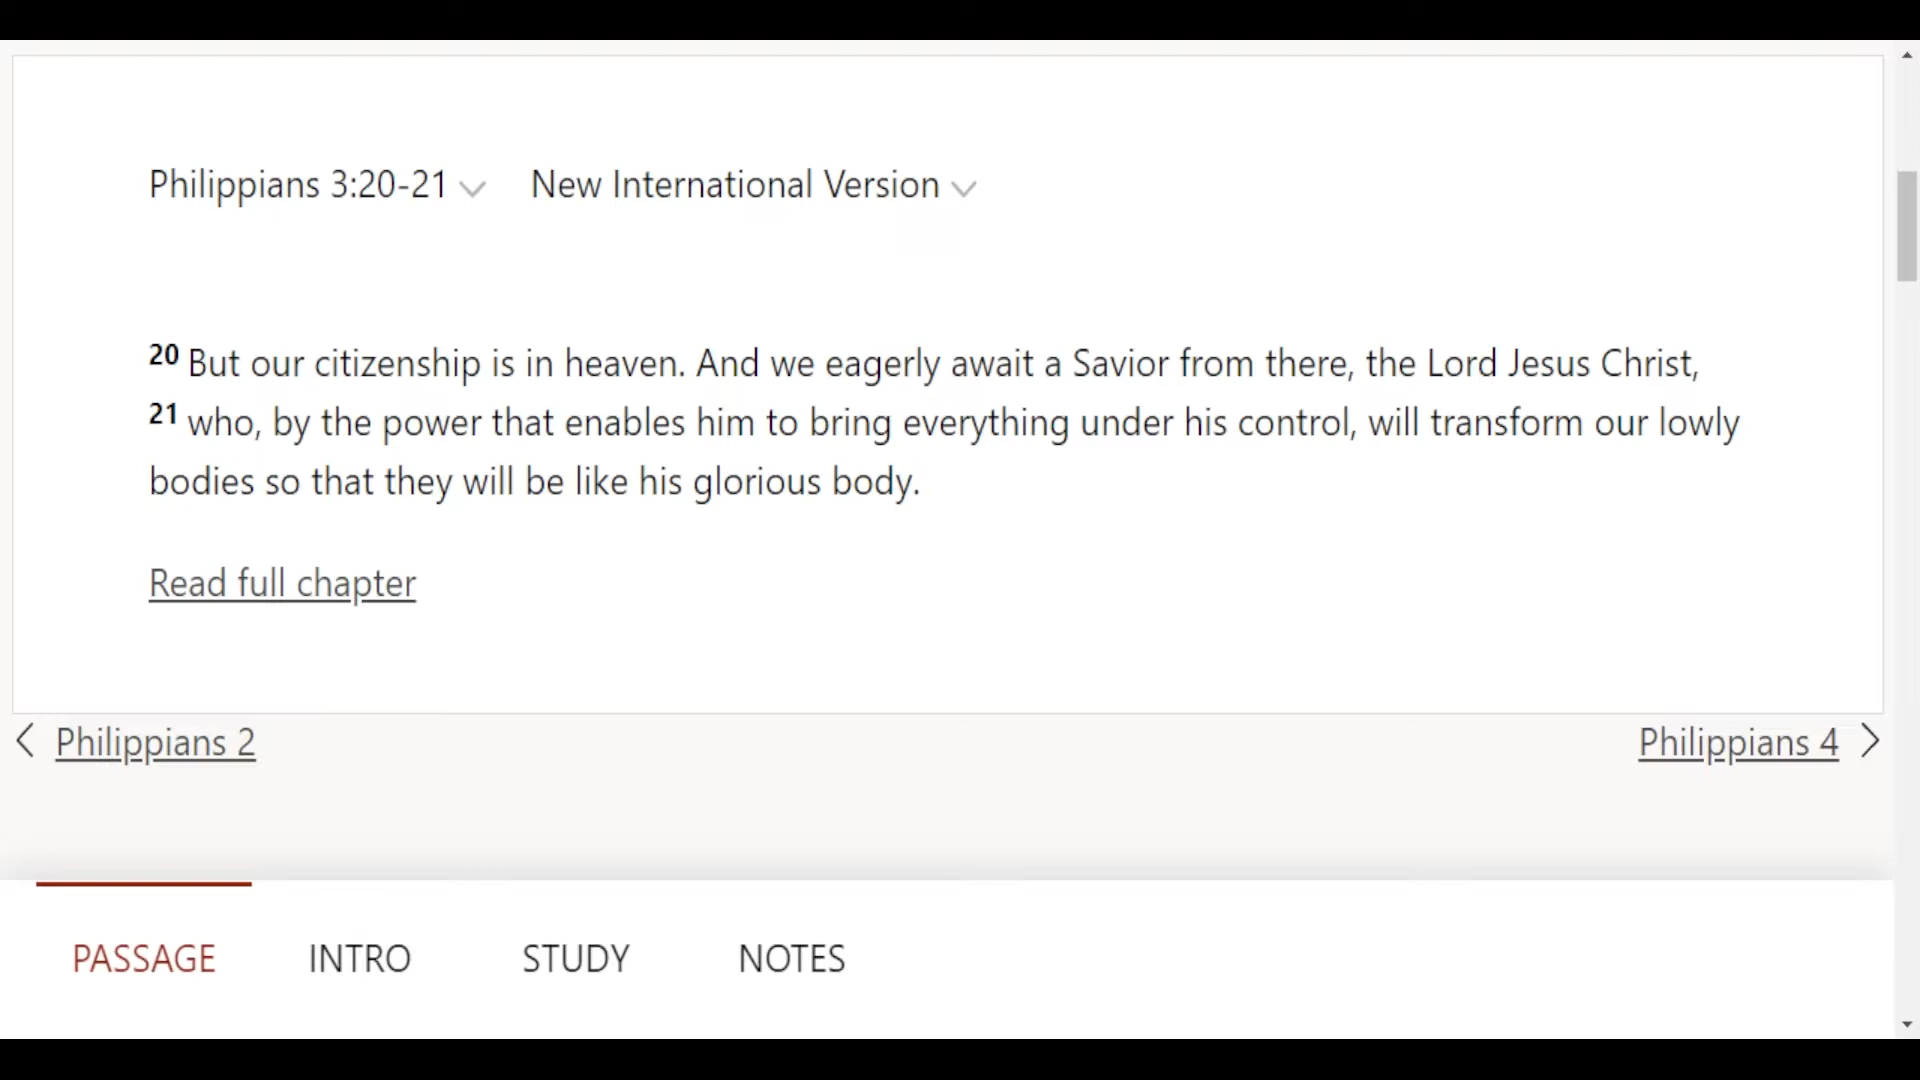 Philippians 3:20-21 New International Version
20 But our citizenship is in heaven. And we eagerly await a Savior from there, the Lord Jesus Christ,
21 who, by the power that enables him to bring everything under his control, will transform our lowly
bodies so that they will be like his glorious body.
Read full chapter
Philippians 2 Philippians 4
PASSAGE INTRO STUDY NOTES